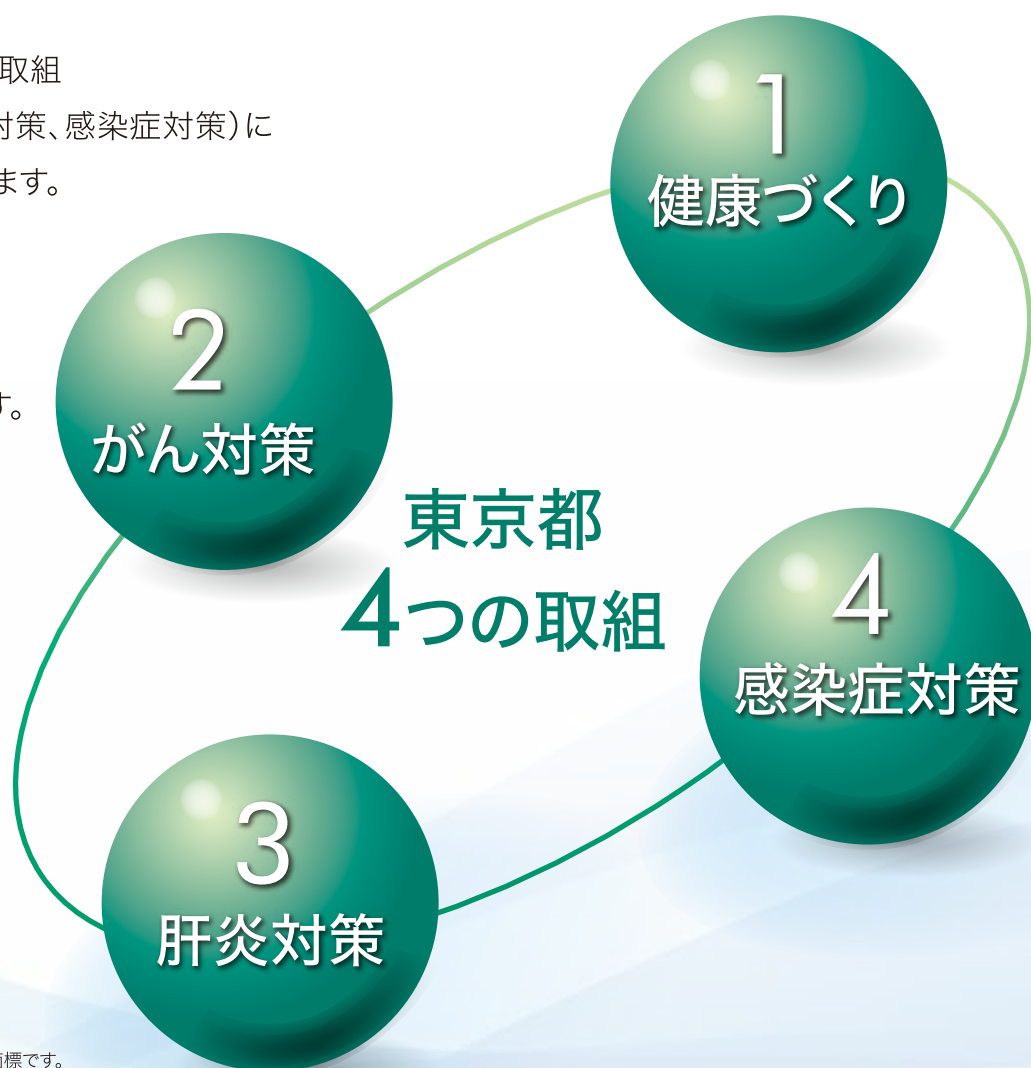 取組
対策、感染症対策）に
ます。
す。
1
健康づくり
2
がん対策
東京都
4つの取組
3
肝炎対策
4
感染症対策
商標です。